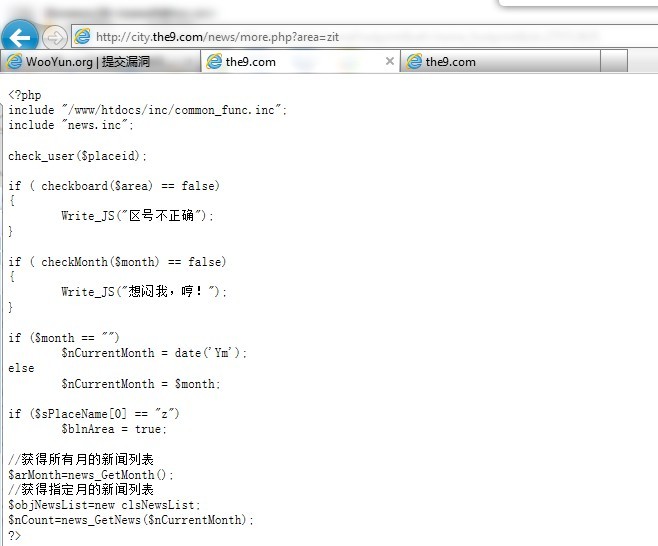 http://city.the9.com/news/more.php?area=zit
WooYun.org | 提交漏洞
the9.com
the9.com
<?php
include "/www/htdocs/inc/common_func.inc";
include "news.inc";
check_user($placeid);
if ( checkboard($area) == false)
{
Write_JS("区号不正确");
}
if ( checkMonth($month) == false)
{
Write_JS("想闷我，哼！");
}
if ($month == "")
$nCurrentMonth = date('Ym');
else
$nCurrentMonth = $month;
if ($sPlaceName[0] == "z")
$blnArea = true;
//获得所有月的新闻列表
$arMonth=news_GetMonth();
//获得指定月的新闻列表
$objNewsList=new clsNewsList;
$nCount=news_GetNews($nCurrentMonth);
?>